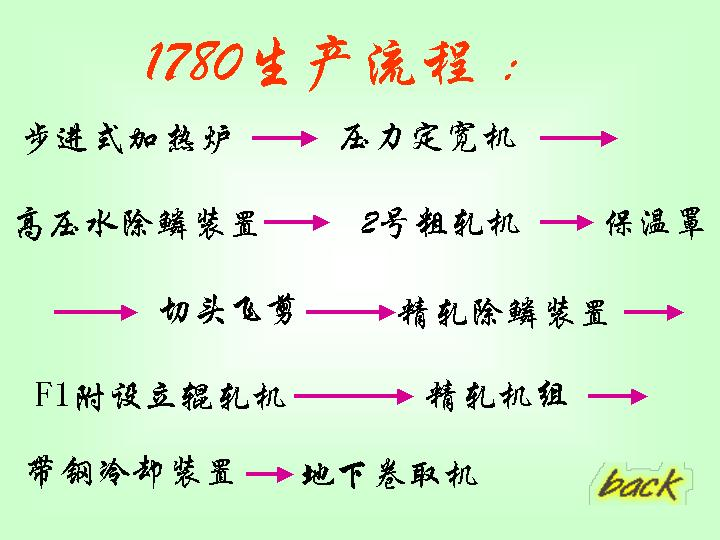 1780生产流程：
步进式加热炉 压力定宽机
高压水除鳞装置 2号粗轧机 保温罩
切头飞剪 精轧除鳞装置
F1附设立辊轧机 精轧机组
带钢冷却装置 地下卷取机
back